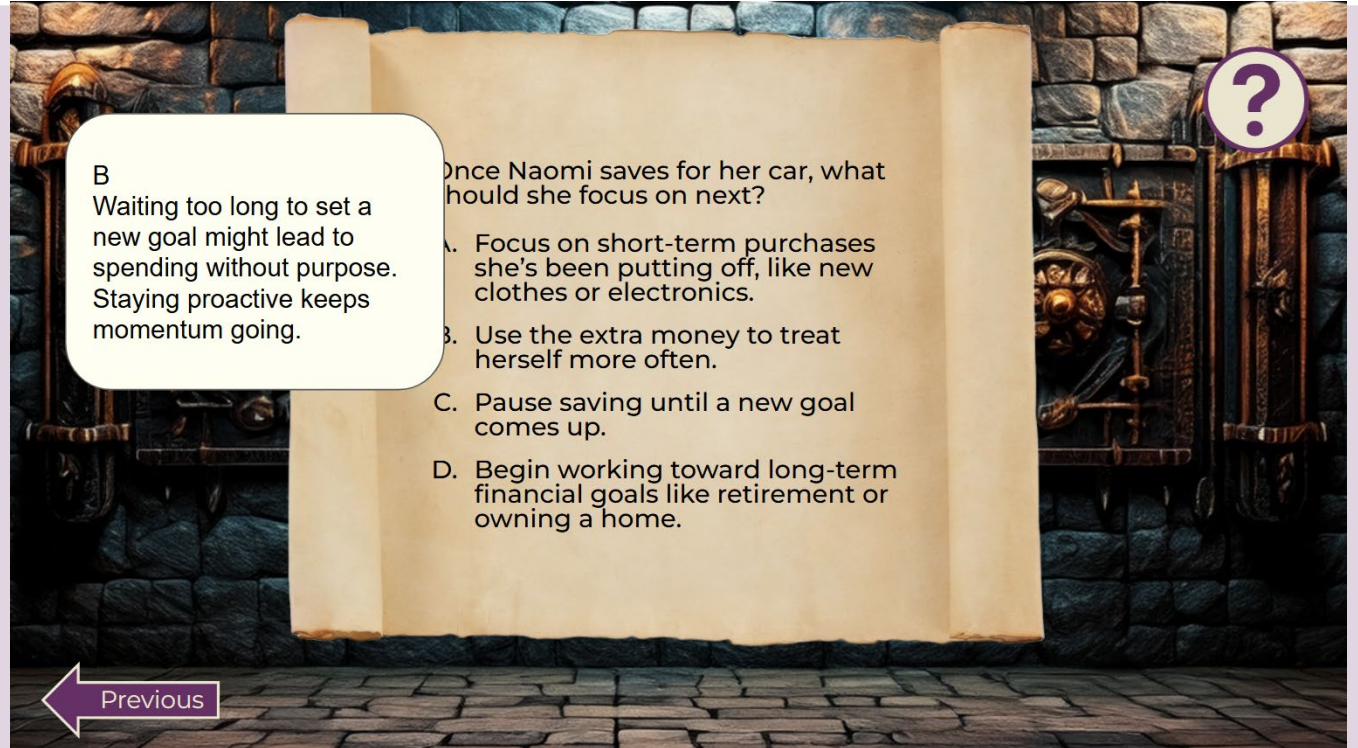 B
Waiting too long to set a
new goal might lead to
spending without purpose.
Staying proactive keeps
momentum going.
Once Naomi saves for her car, what
should she focus on next?
A. Focus on short-term purchases
she’s been putting off, like new
clothes or electronics.
B. Use the extra money to treat
herself more often.
C. Pause saving until a new goal
comes up.
D. Begin working toward long-term
financial goals like retirement or
owning a home.
?
Previous